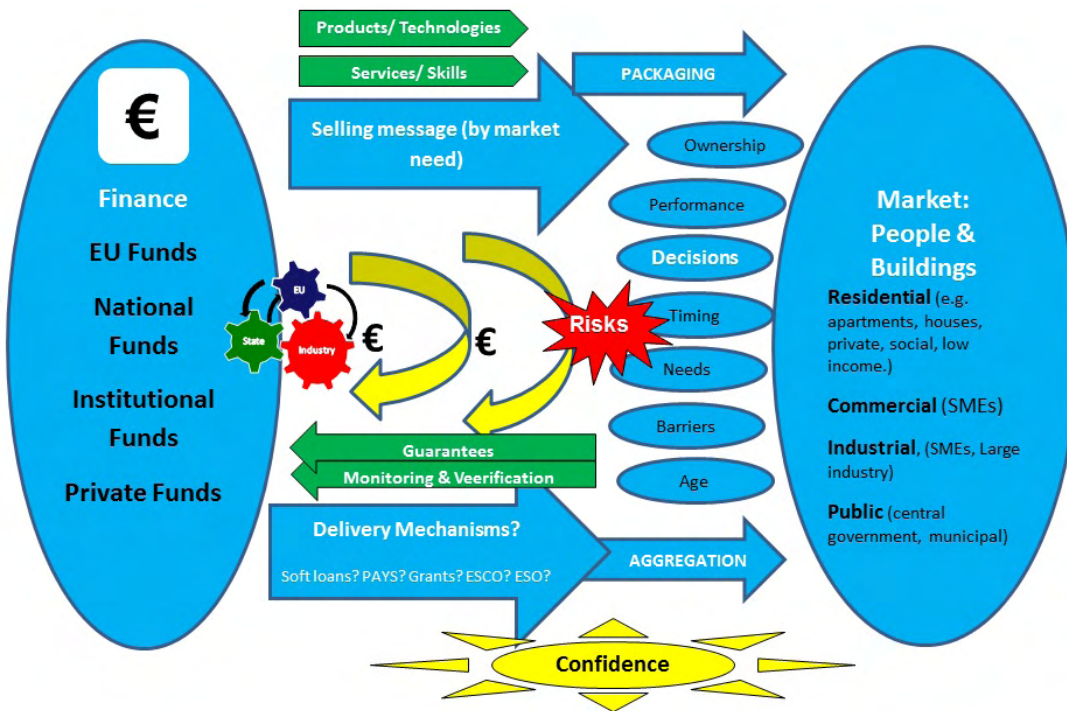 Products/ Technologies
Services/ Skills
Selling message (by market
need)
PACKAGING
€
Finance
EU Funds
National
Funds
Institutional
Funds
Private Funds
EU
State
Industry
€
€
Risks
Ownership
Performance
Decisions
Timing
Needs
Barriers
Age
Guarantees
Monitoring & Veerification
Delivery Mechanisms?
Soft loans? PAYS? Grants? ESCO? ESO?
AGGREGATION
Confidence
Market:
People &
Buildings
Residential (e.g.
apartments, houses,
private, social, low
income.)
Commercial (SMEs)
Industrial, (SMEs, Large
industry)
Public (central
government, municipal)